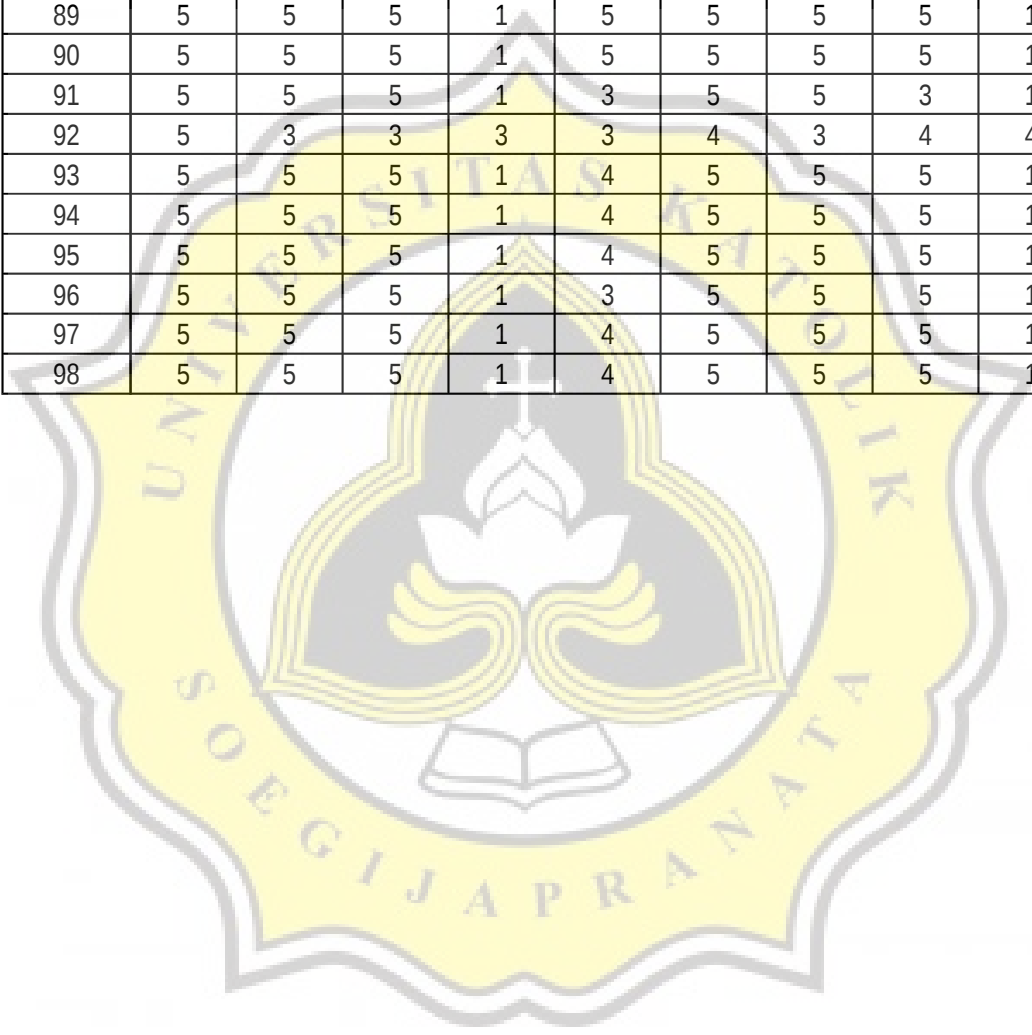 89 5 5 5 1 5 5 5 5 1
90 5 5 5 1 5 5 5 5 1
91 5 5 5 1 3 5 5 3 1
92 5 3 3 3 3 4 3 4 4
93 5 5 5 1 4 5 5 5 1
94 5 5 5 1 4 5 5 5 1
95 5 5 5 1 4 5 5 5 1
96 5 5 5 1 3 5 5 5 1
97 5 5 5 1 4 5 5 5 1
98 5 5 5 1 4 5 5 5 1
UNIVERSITAS KATOLIK
SOEGIJAPRANATA